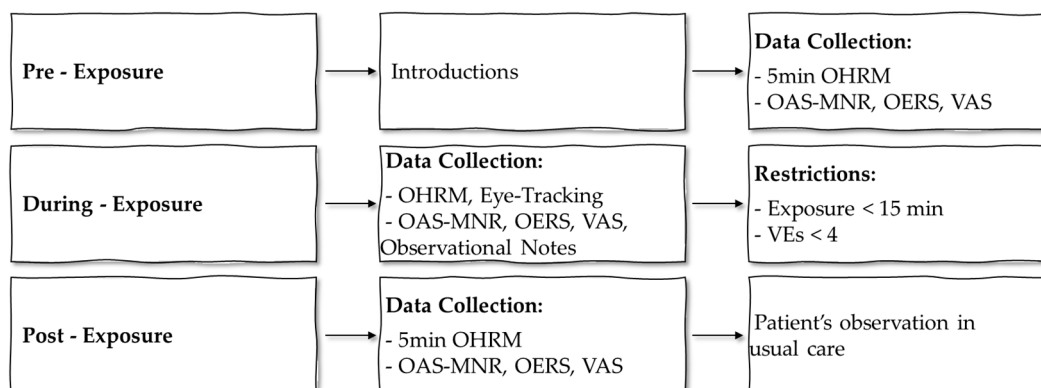 Pre - Exposure
Introductions
Data Collection:
- 5min OHRM
- OAS-MNR, OERS, VAS
During - Exposure
Data Collection:
- OHRM, Eye-Tracking
- OAS-MNR, OERS, VAS,
Observational Notes
Restrictions:
- Exposure < 15 min
- VEs < 4
Post - Exposure
Data Collection:
- 5min OHRM
- OAS-MNR, OERS, VAS
Patient's observation in
usual care